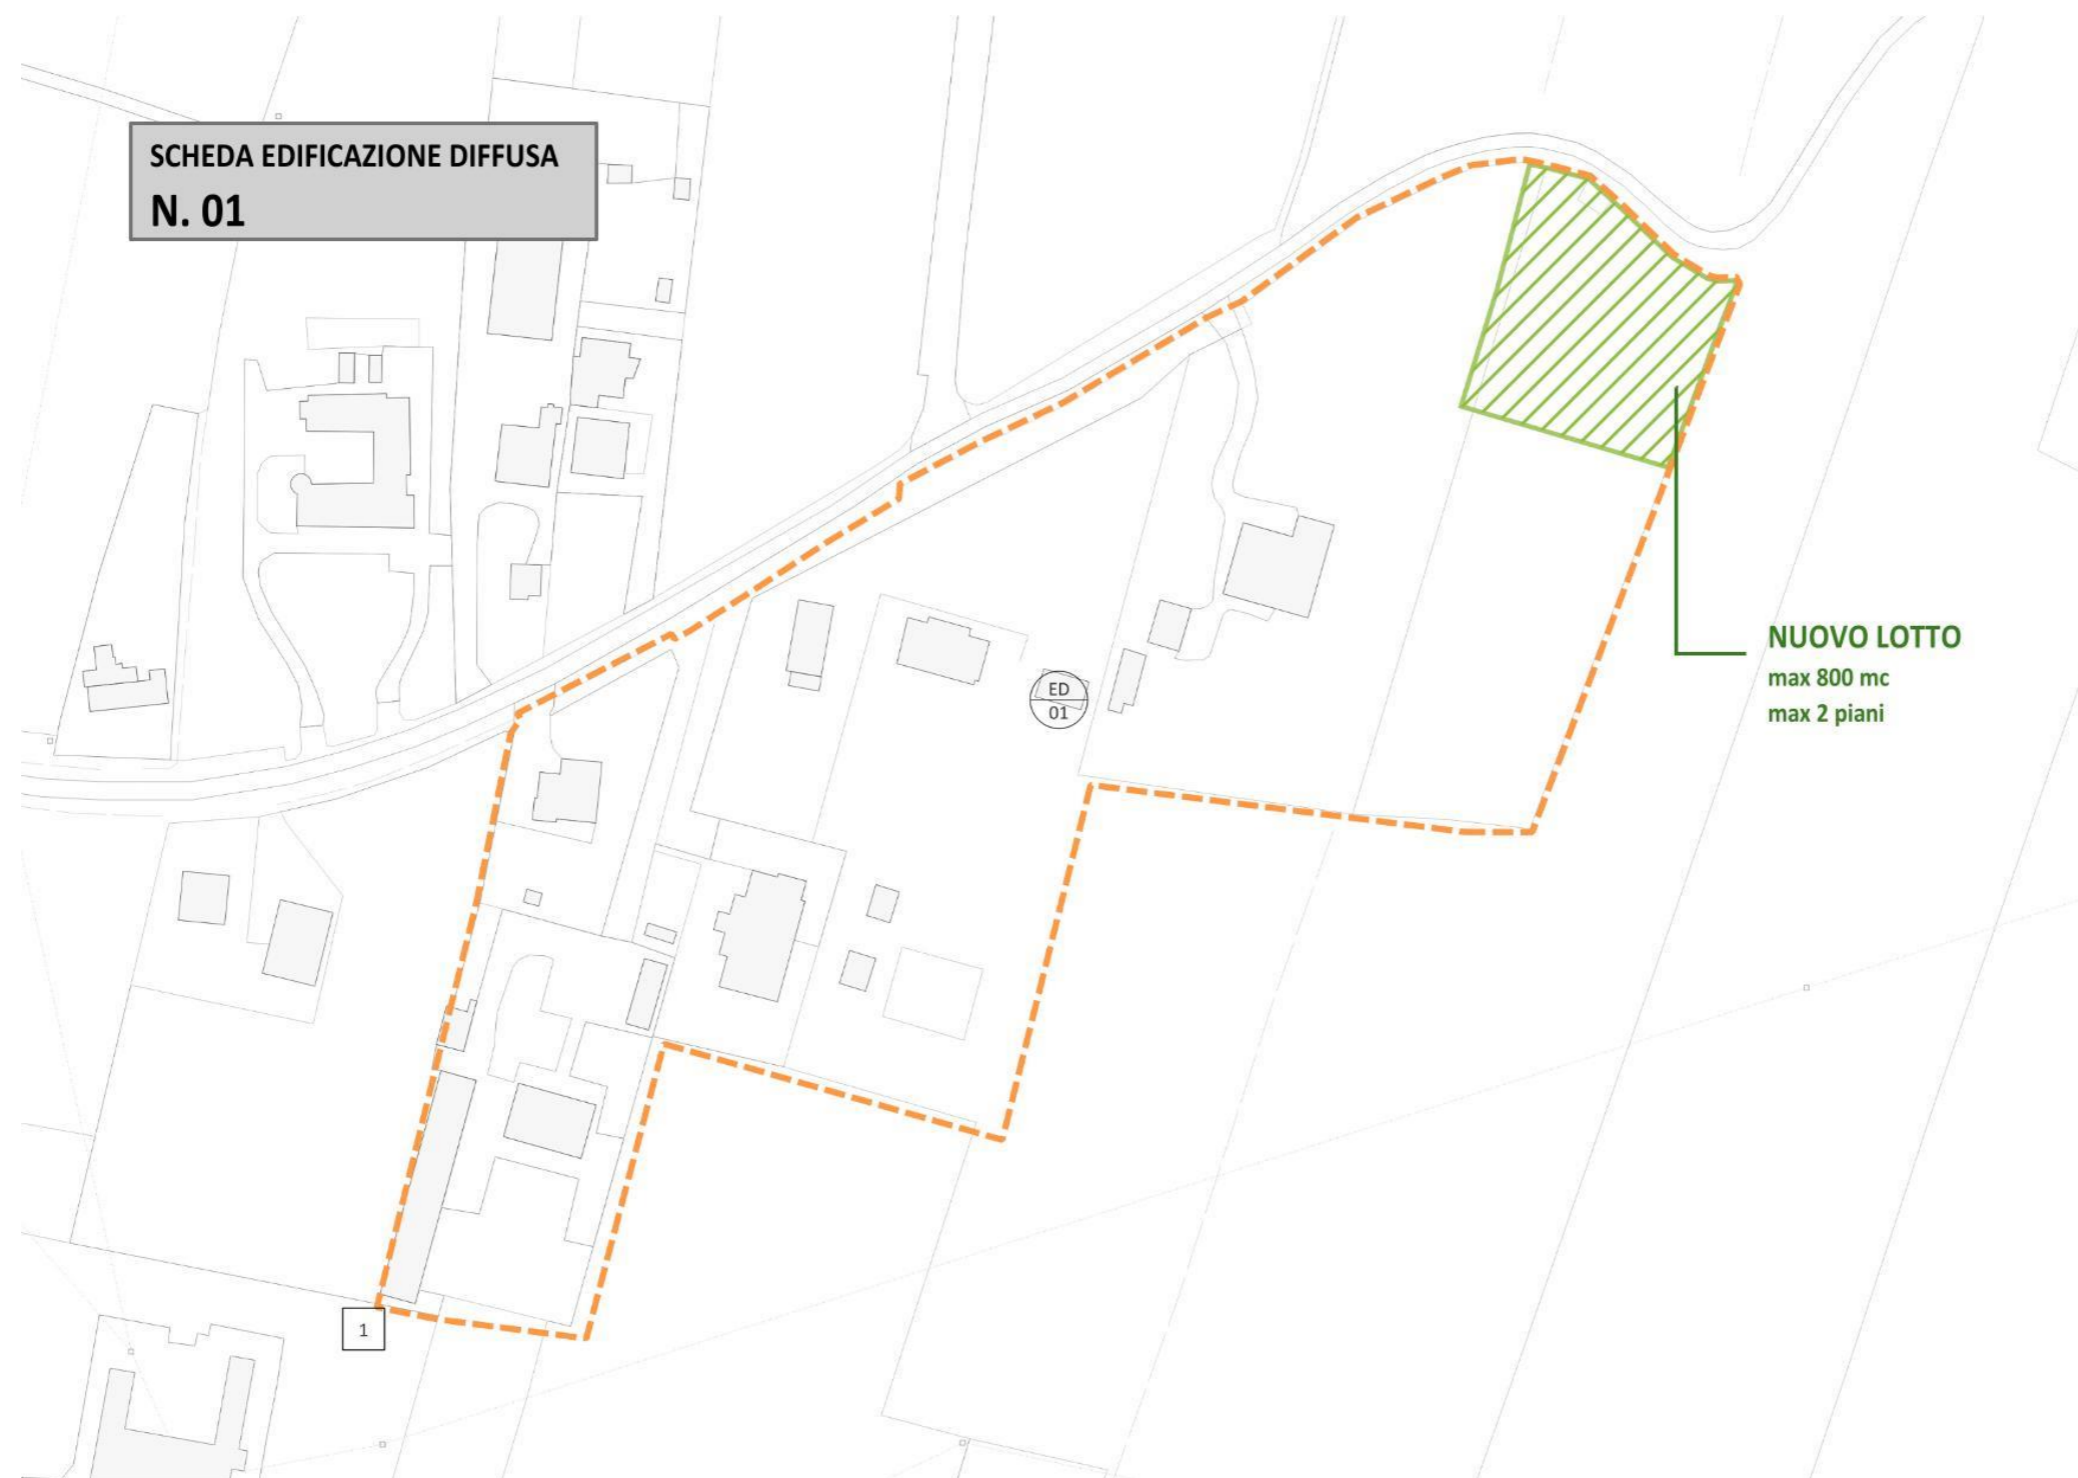 SCHEDA EDIFICAZIONE DIFFUSA
N. 01
NUOVO LOTTO
max 800 mc
max 2 piani
ED
01
1